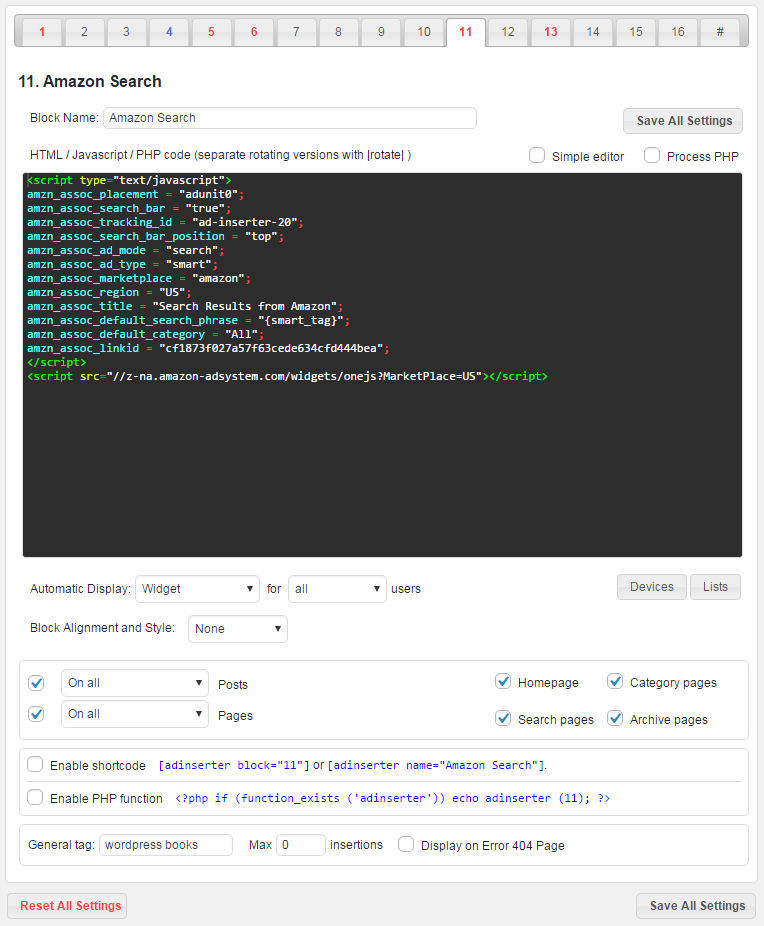 1 2 3 4 5 6 7 8 9 10 11 12 13 14 15 16 #
11. Amazon Search
Block Name: Amazon Search Save All Settings
HTML / Javascript / PHP code (separate rotating versions with |rotate| ) Simple editor Process PHP
<script type="text/javascript">
amzn_assoc_placement = "adunit0";
amzn_assoc_search_bar = "true";
amzn_assoc_tracking_id = "ad-inserter-20";
amzn_assoc_search_bar_position = "top";
amzn_assoc_ad_mode = "search";
amzn_assoc_ad_type = "smart";
amzn_assoc_marketplace = "amazon";
amzn_assoc_region = "US";
amzn_assoc_title = "Search Results from Amazon";
amzn_assoc_default_search_phrase = "{smart_tag}";
amzn_assoc_default_category = "All";
amzn_assoc_linkid = "cf1873f027a57f63cede634cfd444bea";
</script>
<script src="//z-na.amazon-adsystem.com/widgets/onejs?MarketPlace=US"></script>
Automatic Display: Widget for all users Devices Lists
Block Alignment and Style: None
On all Posts Homepage Category pages
On all Pages Search pages Archive pages
Enable shortcode [adinserter block="11"] or [adinserter name="Amazon Search"].
Enable PHP function <?php if (function_exists ('adinserter')) echo adinserter (11); ?>
General tag: wordpress books Max 0 insertions Display on Error 404 Page
Reset All Settings Save All Settings